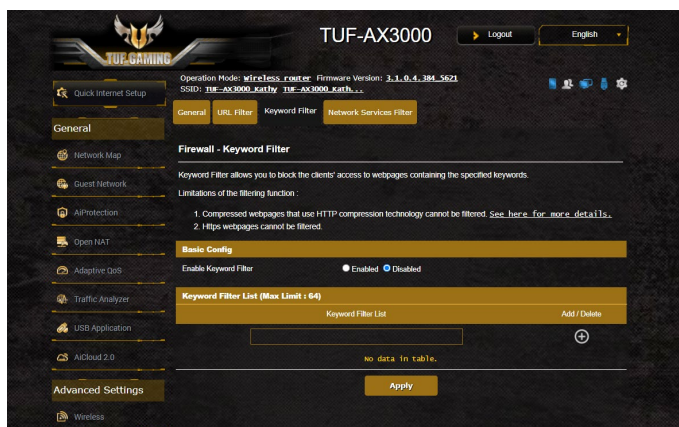 TUF GAMING
TUF-AX3000
Logout
English
Operation Mode: Wireless router Firmware Version: 3.1.0.4.384_5621
SSID: TUF-AX3000_Kathy TUF-AX3000_Kath...
Quick Internet Setup
General URL Filter Keyword Filter Network Services Filter
General
Network Map
Guest Network
AiProtection
Open NAT
Adaptive QoS
Traffic Analyzer
USB Application
AiCloud 2.0
Advanced Settings
Wireless
Firewall - Keyword Filter
Keyword Filter allows you to block the clients' access to webpages containing the specified keywords.
Limitations of the filtering function :
1. Compressed webpages that use HTTP compression technology cannot be filtered. See here for more details.
2. Https webpages cannot be filtered.
Basic Config
Enable Keyword Filter Enabled Disabled
Keyword Filter List (Max Limit : 64)
Keyword Filter List Add / Delete
No data in table.
Apply